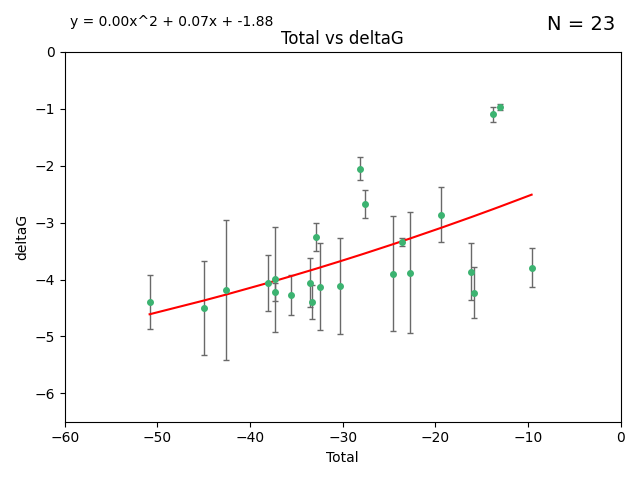 y = 0.00x^2 + 0.07x + -1.88
N = 23
Total vs deltaG
0
−1
−2
−3
−4
−5
−6
deltaG
−60
−50
−40
−30
−20
−10
0
Total